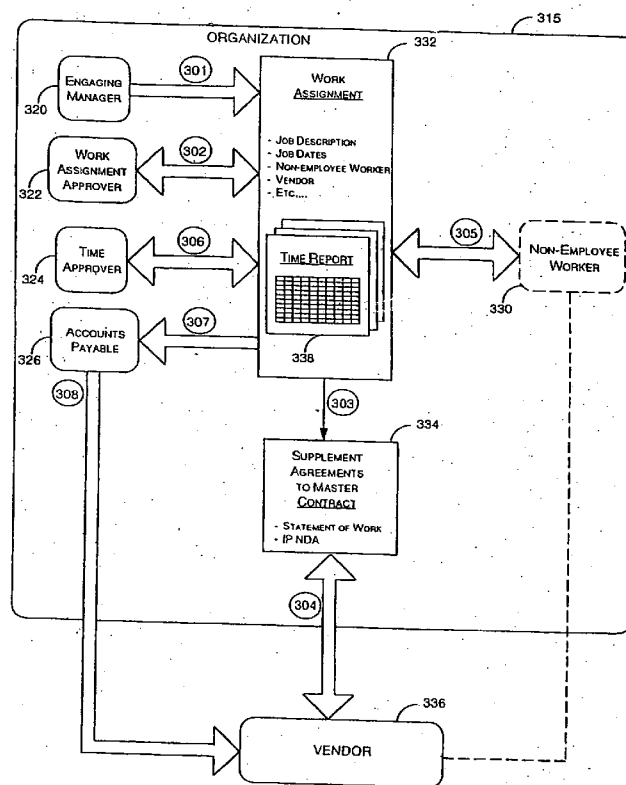 ORGANIZATION
315
332
ENGAGING
MANAGER
320
301
WORK
ASSIGNMENT
- JOB DESCRIPTION
- JOB DATES
- NON-EMPLOYEE WORKER
- VENDOR
- ETC....
WORK
ASSIGNMENT
APPROVER
322
302
TIME
APPROVER
324
306
TIME REPORT
338
305
NON-EMPLOYEE
WORKER
330
ACCOUNTS
PAYABLE
326
307
308
303
334
SUPPLEMENT
AGREEMENTS
TO MASTER
CONTRACT
- STATEMENT OF WORK
- IP NDA
304
336
VENDOR